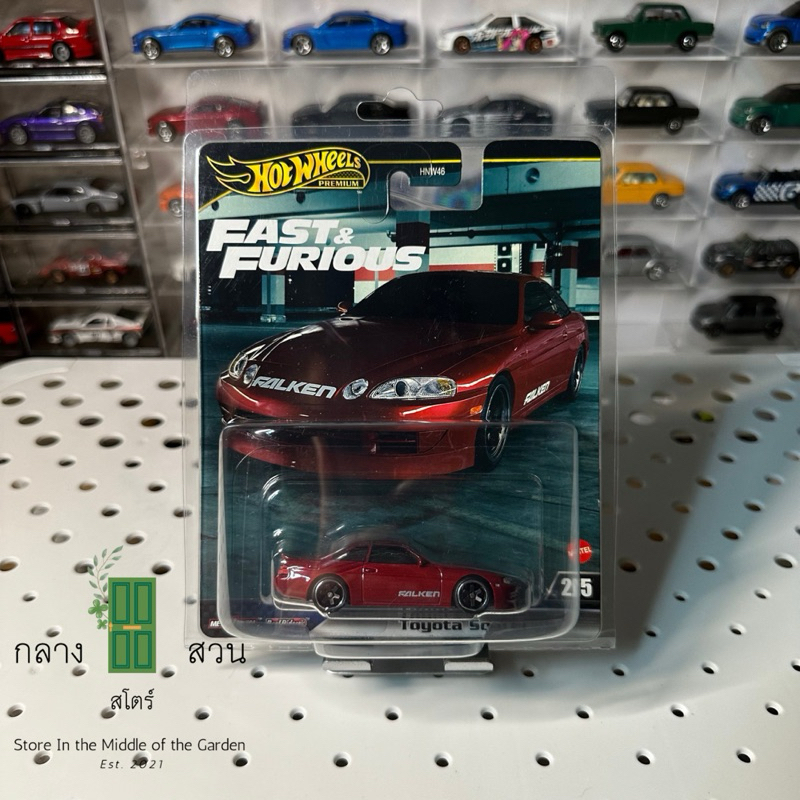 HOT WHEELS
PREMIUM
HNW46
FAST &
FURIOUS
FALKEN
FALKEN
FALKEN
MATTEL
2/5
Toyota
กลาง สวน
สโตร์
Store In the Middle of the Garden
Est. 2021